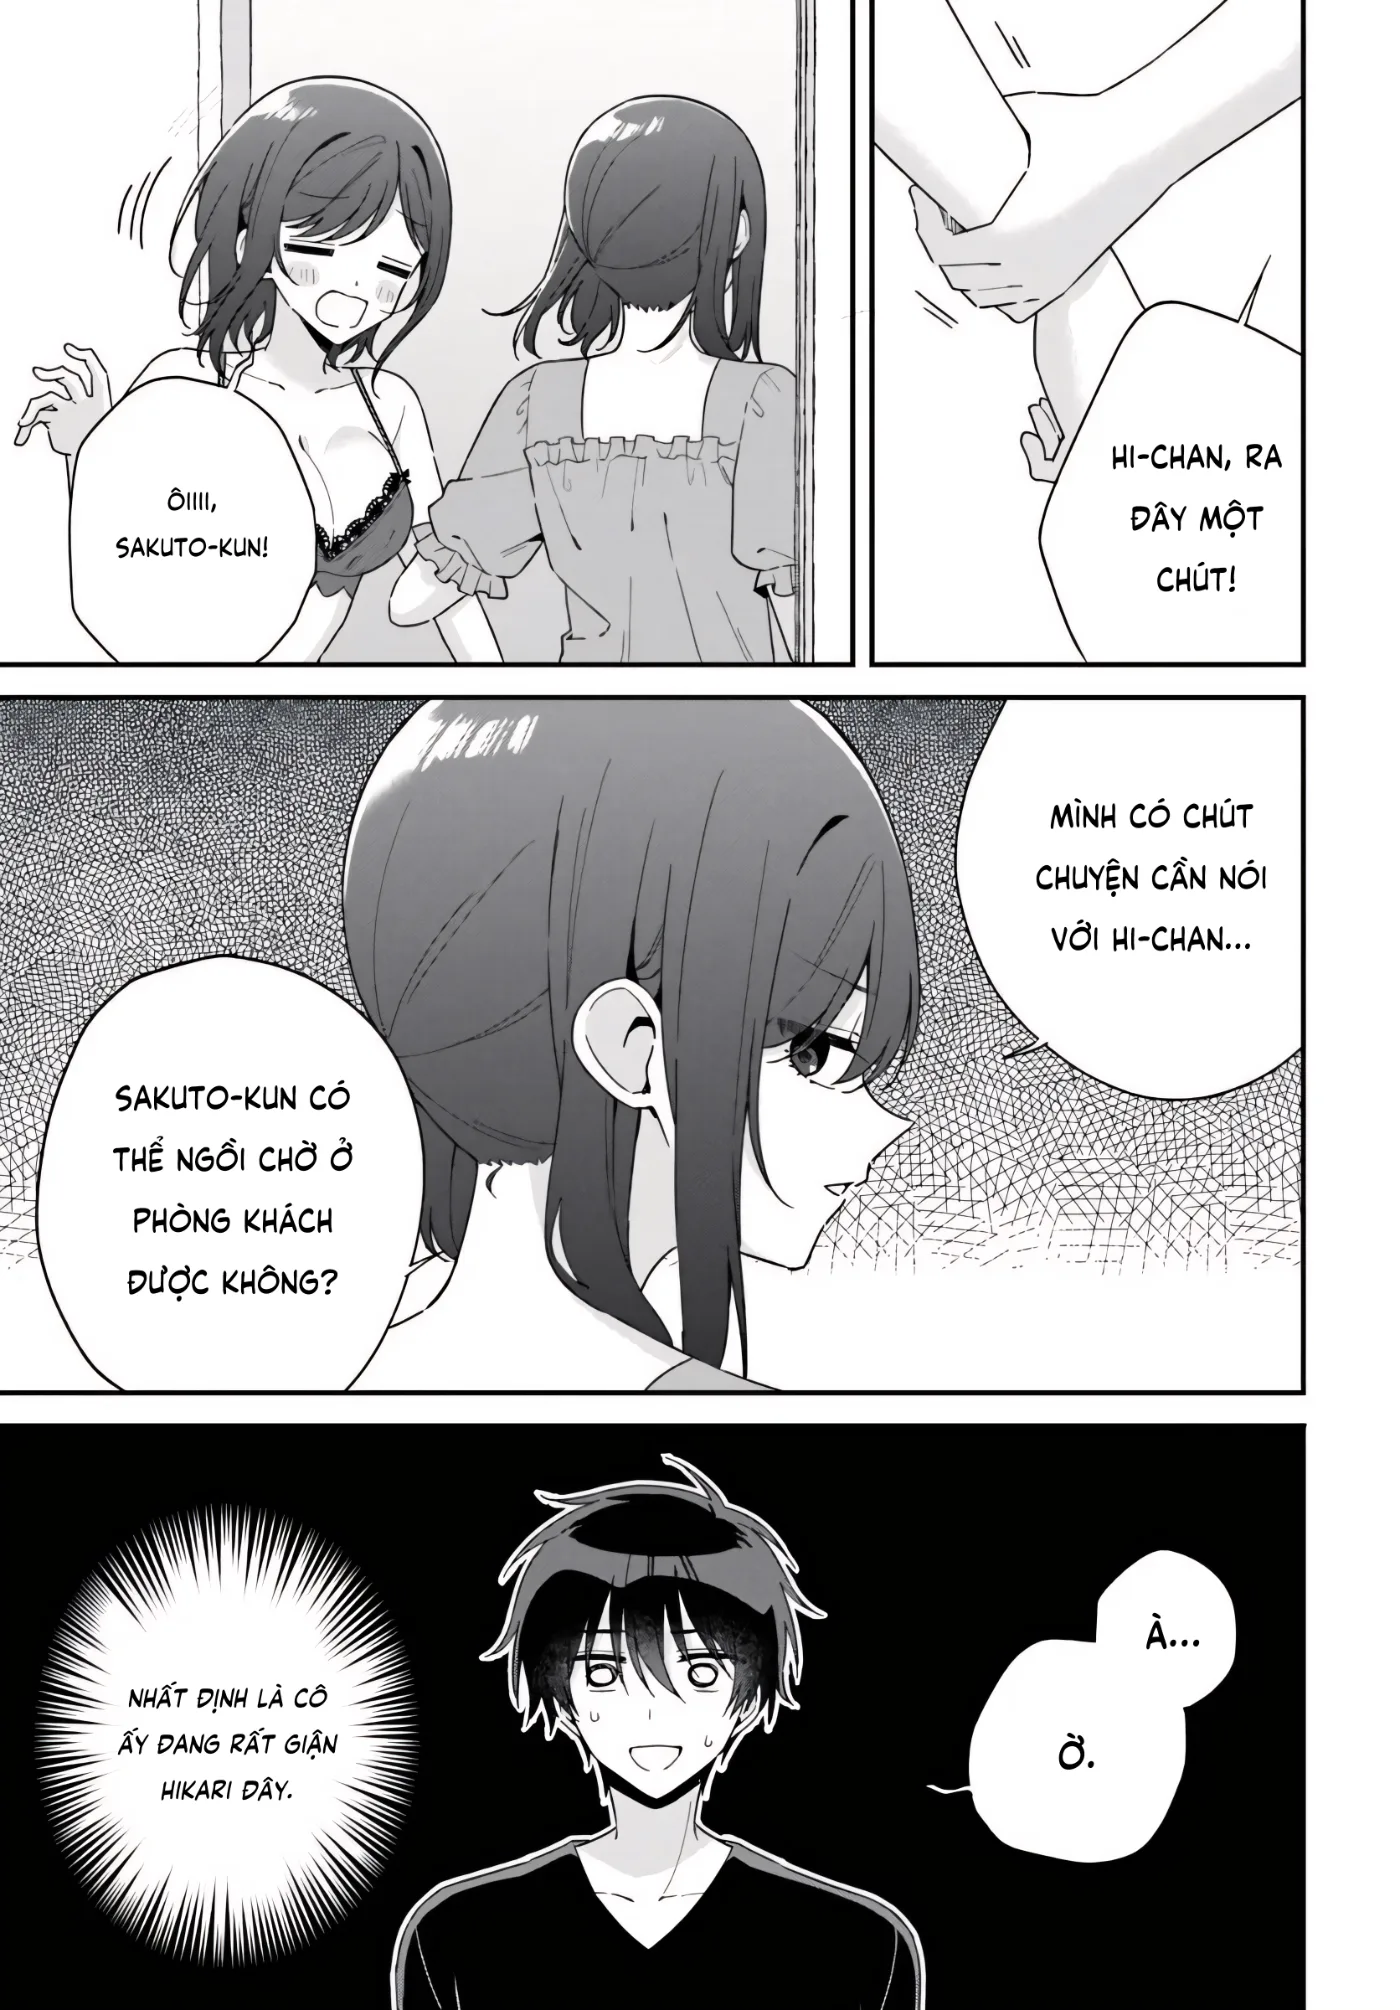 HI-CHAN, RA
ĐÂY MỘT
CHÚT!
ÔIIII,
SAKUTO-KUN!
MÌNH CÓ CHÚT
CHUYỆN CẦN NÓI
VỚI HI-CHAN...
SAKUTO-KUN CÓ
THỂ NGỒI CHỜ Ở
PHÒNG KHÁCH
ĐƯỢC KHÔNG?
À...
Ờ.
NHẤT ĐỊNH LÀ CÔ
ẤY ĐANG RẤT GIẬN
HIKARI ĐÂY.